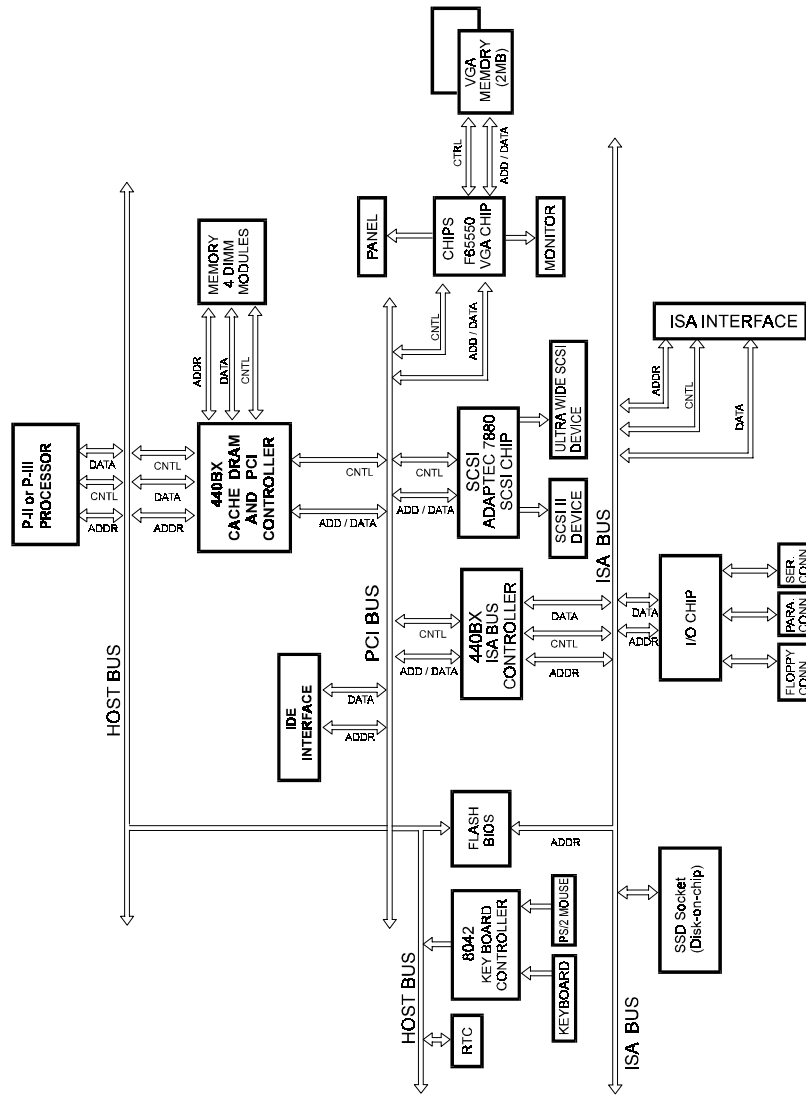 P-II or P-III
PROCESSOR
ADDR
CNTL
DATA
HOST BUS
ADDR
DATA
CNTL
440BX
CACHE DRAM
AND PCI
CONTROLLER
ADDR
DATA
CNTL
MEMORY
4 DIMM
MODULES
ADD / DATA
CNTL
IDE
INTERFACE
ADDR
DATA
PCI BUS
CNTL
ADD / DATA
PANEL
CHIPS
F65550
VGA CHIP
MONITOR
CTRL
ADD / DATA
VGA
MEMORY
(2MB)
HOST BUS
RTC
8042
KEY BOARD
CONTROLLER
KEYBOARD
PS/2 MOUSE
FLASH
BIOS
ADDR
ADD / DATA
CNTL
440BX
ISA BUS
CONTROLLER
ADDR
CNTL
DATA
ADD / DATA
CNTL
SCSI
ADAPTEC 7880
SCSI CHIP
SCSI III
DEVICE
ULTRA WIDE SCSI
DEVICE
ISA BUS
ISA BUS
SSD Socket
(Disk-on-chip)
ADDR
DATA
I/O CHIP
FLOPPY
CONN
PARA.
CONN
SER.
CONN
DATA
CNTL
ADDR
ISA INTERFACE